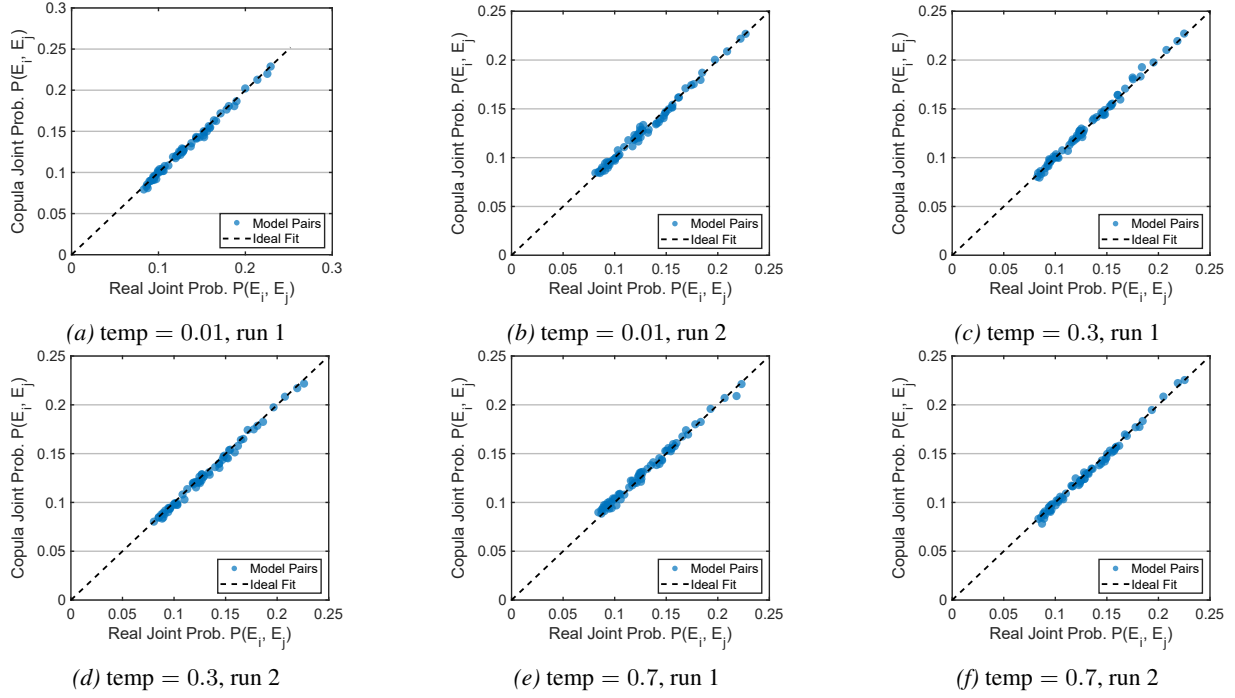 0.3
0.25
0.2
0.15
0.1
0.05
0
Copula Joint Prob. P(E_i, E_j)
0 0.1 0.2 0.3
Real Joint Prob. P(E_i, E_j)
Model Pairs
Ideal Fit
(a) temp = 0.01, run 1
0.25
0.2
0.15
0.1
0.05
0
Copula Joint Prob. P(E_i, E_j)
0 0.05 0.1 0.15 0.2 0.25
Real Joint Prob. P(E_i, E_j)
Model Pairs
Ideal Fit
(b) temp = 0.01, run 2
0.25
0.2
0.15
0.1
0.05
0
Copula Joint Prob. P(E_i, E_j)
0 0.05 0.1 0.15 0.2 0.25
Real Joint Prob. P(E_i, E_j)
Model Pairs
Ideal Fit
(c) temp = 0.3, run 1
0.25
0.2
0.15
0.1
0.05
0
Copula Joint Prob. P(E_i, E_j)
0 0.05 0.1 0.15 0.2 0.25
Real Joint Prob. P(E_i, E_j)
Model Pairs
Ideal Fit
(d) temp = 0.3, run 2
0.25
0.2
0.15
0.1
0.05
0
Copula Joint Prob. P(E_i, E_j)
0 0.05 0.1 0.15 0.2 0.25
Real Joint Prob. P(E_i, E_j)
Model Pairs
Ideal Fit
(e) temp = 0.7, run 1
0.25
0.2
0.15
0.1
0.05
0
Copula Joint Prob. P(E_i, E_j)
0 0.05 0.1 0.15 0.2 0.25
Real Joint Prob. P(E_i, E_j)
Model Pairs
Ideal Fit
(f) temp = 0.7, run 2